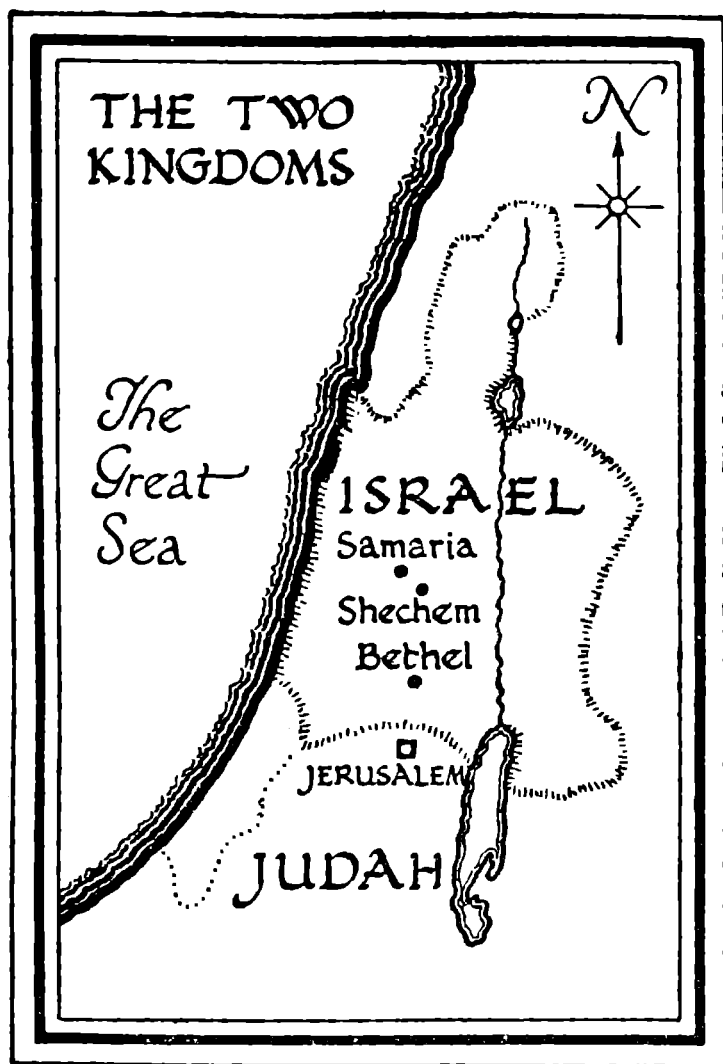 THE TWO
KINGDOMS
N
The
Great
Sea
ISRAEL
Samaria
Shechem
Bethel
JERUSALEM
JUDAH